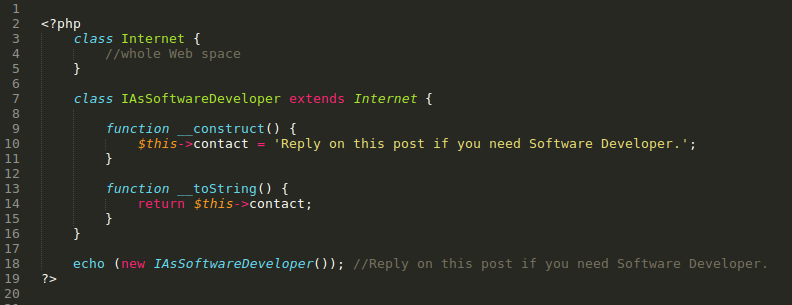 1
2 <?php
3 class Internet {
4 //whole Web space
5 }
6
7 class IAsSoftwareDeveloper extends Internet {
8
9 function __construct() {
10 $this->contact = 'Reply on this post if you need Software Developer.';
11 }
12
13 function __toString() {
14 return $this->contact;
15 }
16 }
17
18 echo (new IAsSoftwareDeveloper()); //Reply on this post if you need Software Developer.
19 ?>
20